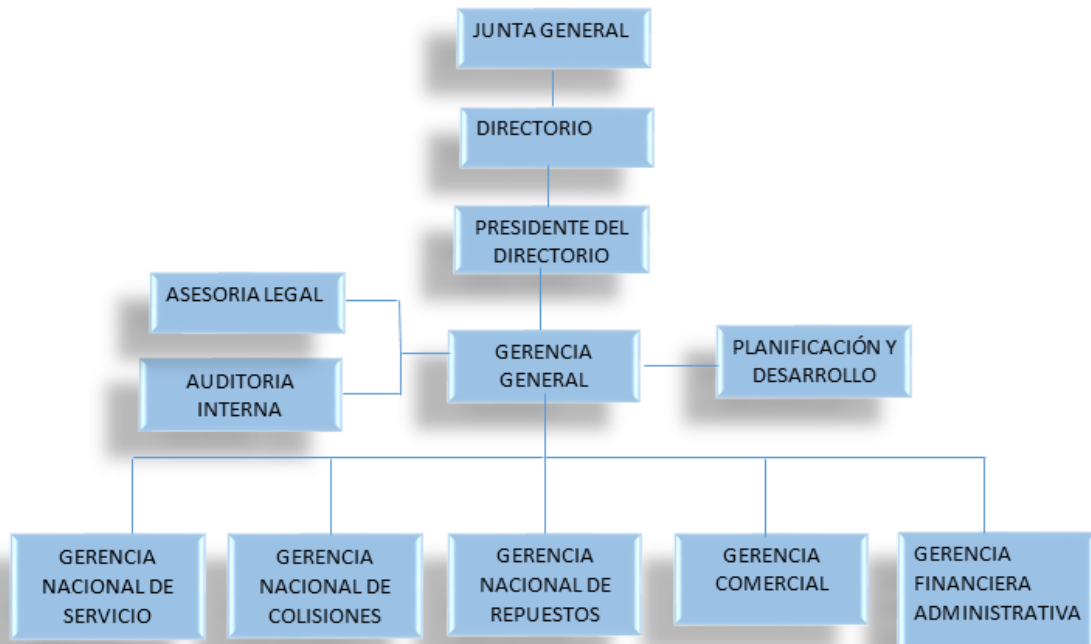 JUNTA GENERAL
DIRECTORIO
PRESIDENTE DEL
DIRECTORIO
ASESORIA LEGAL
AUDITORIA
INTERNA
GERENCIA
GENERAL
PLANIFICACIÓN Y
DESARROLLO
GERENCIA
NACIONAL DE
SERVICIO
GERENCIA
NACIONAL DE
COLISIONES
GERENCIA
NACIONAL DE
REPUESTOS
GERENCIA
COMERCIAL
GERENCIA
FINANCIERA
ADMINISTRATIVA